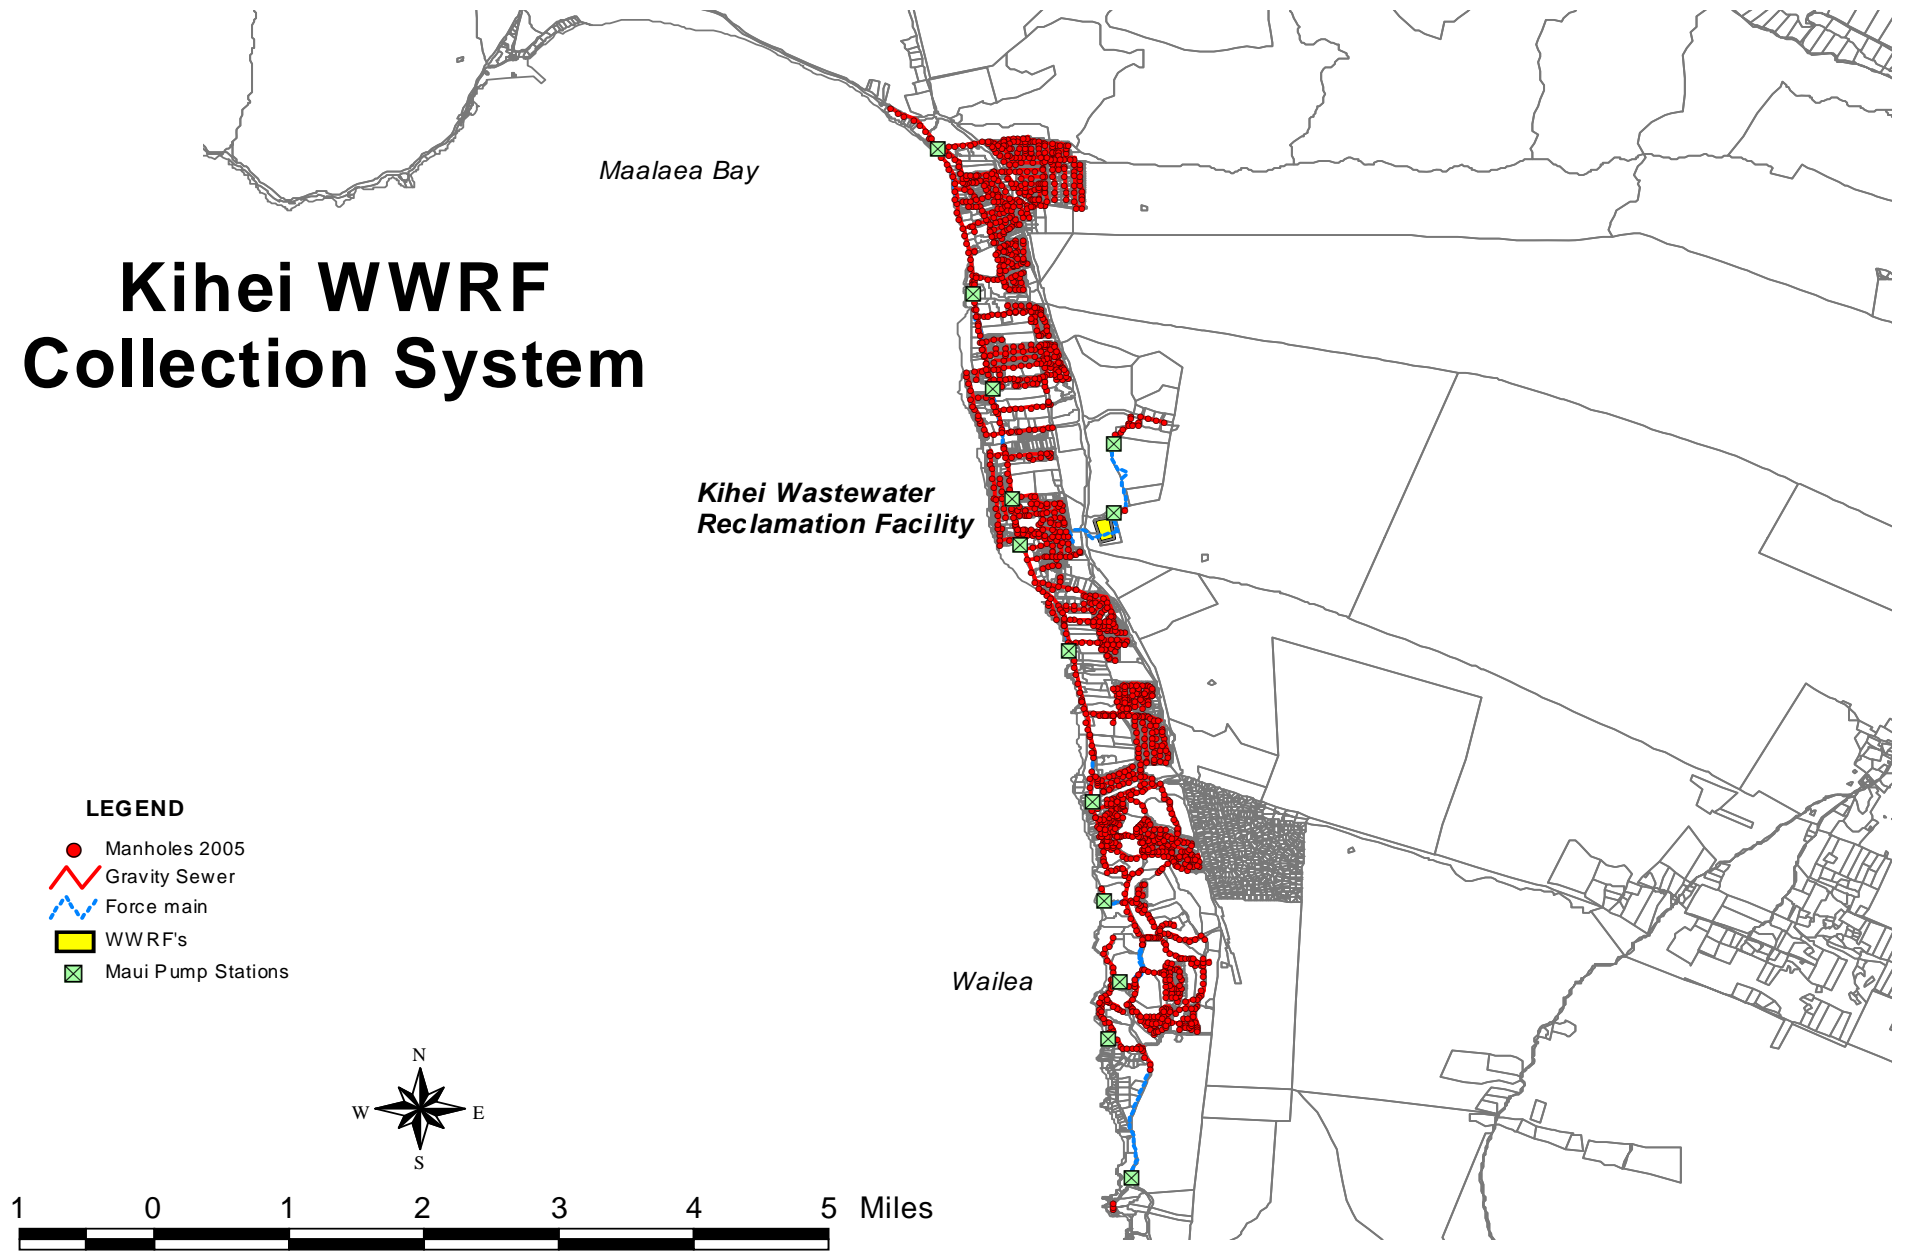 Maalaea Bay
Kihei WWRF
Collection System
Kihei Wastewater
Reclamation Facility
LEGEND
Manholes 2005
Gravity Sewer
Force main
WWRF's
Maui Pump Stations
Wailea
N
W E
S
1 0 1 2 3 4 5 Miles